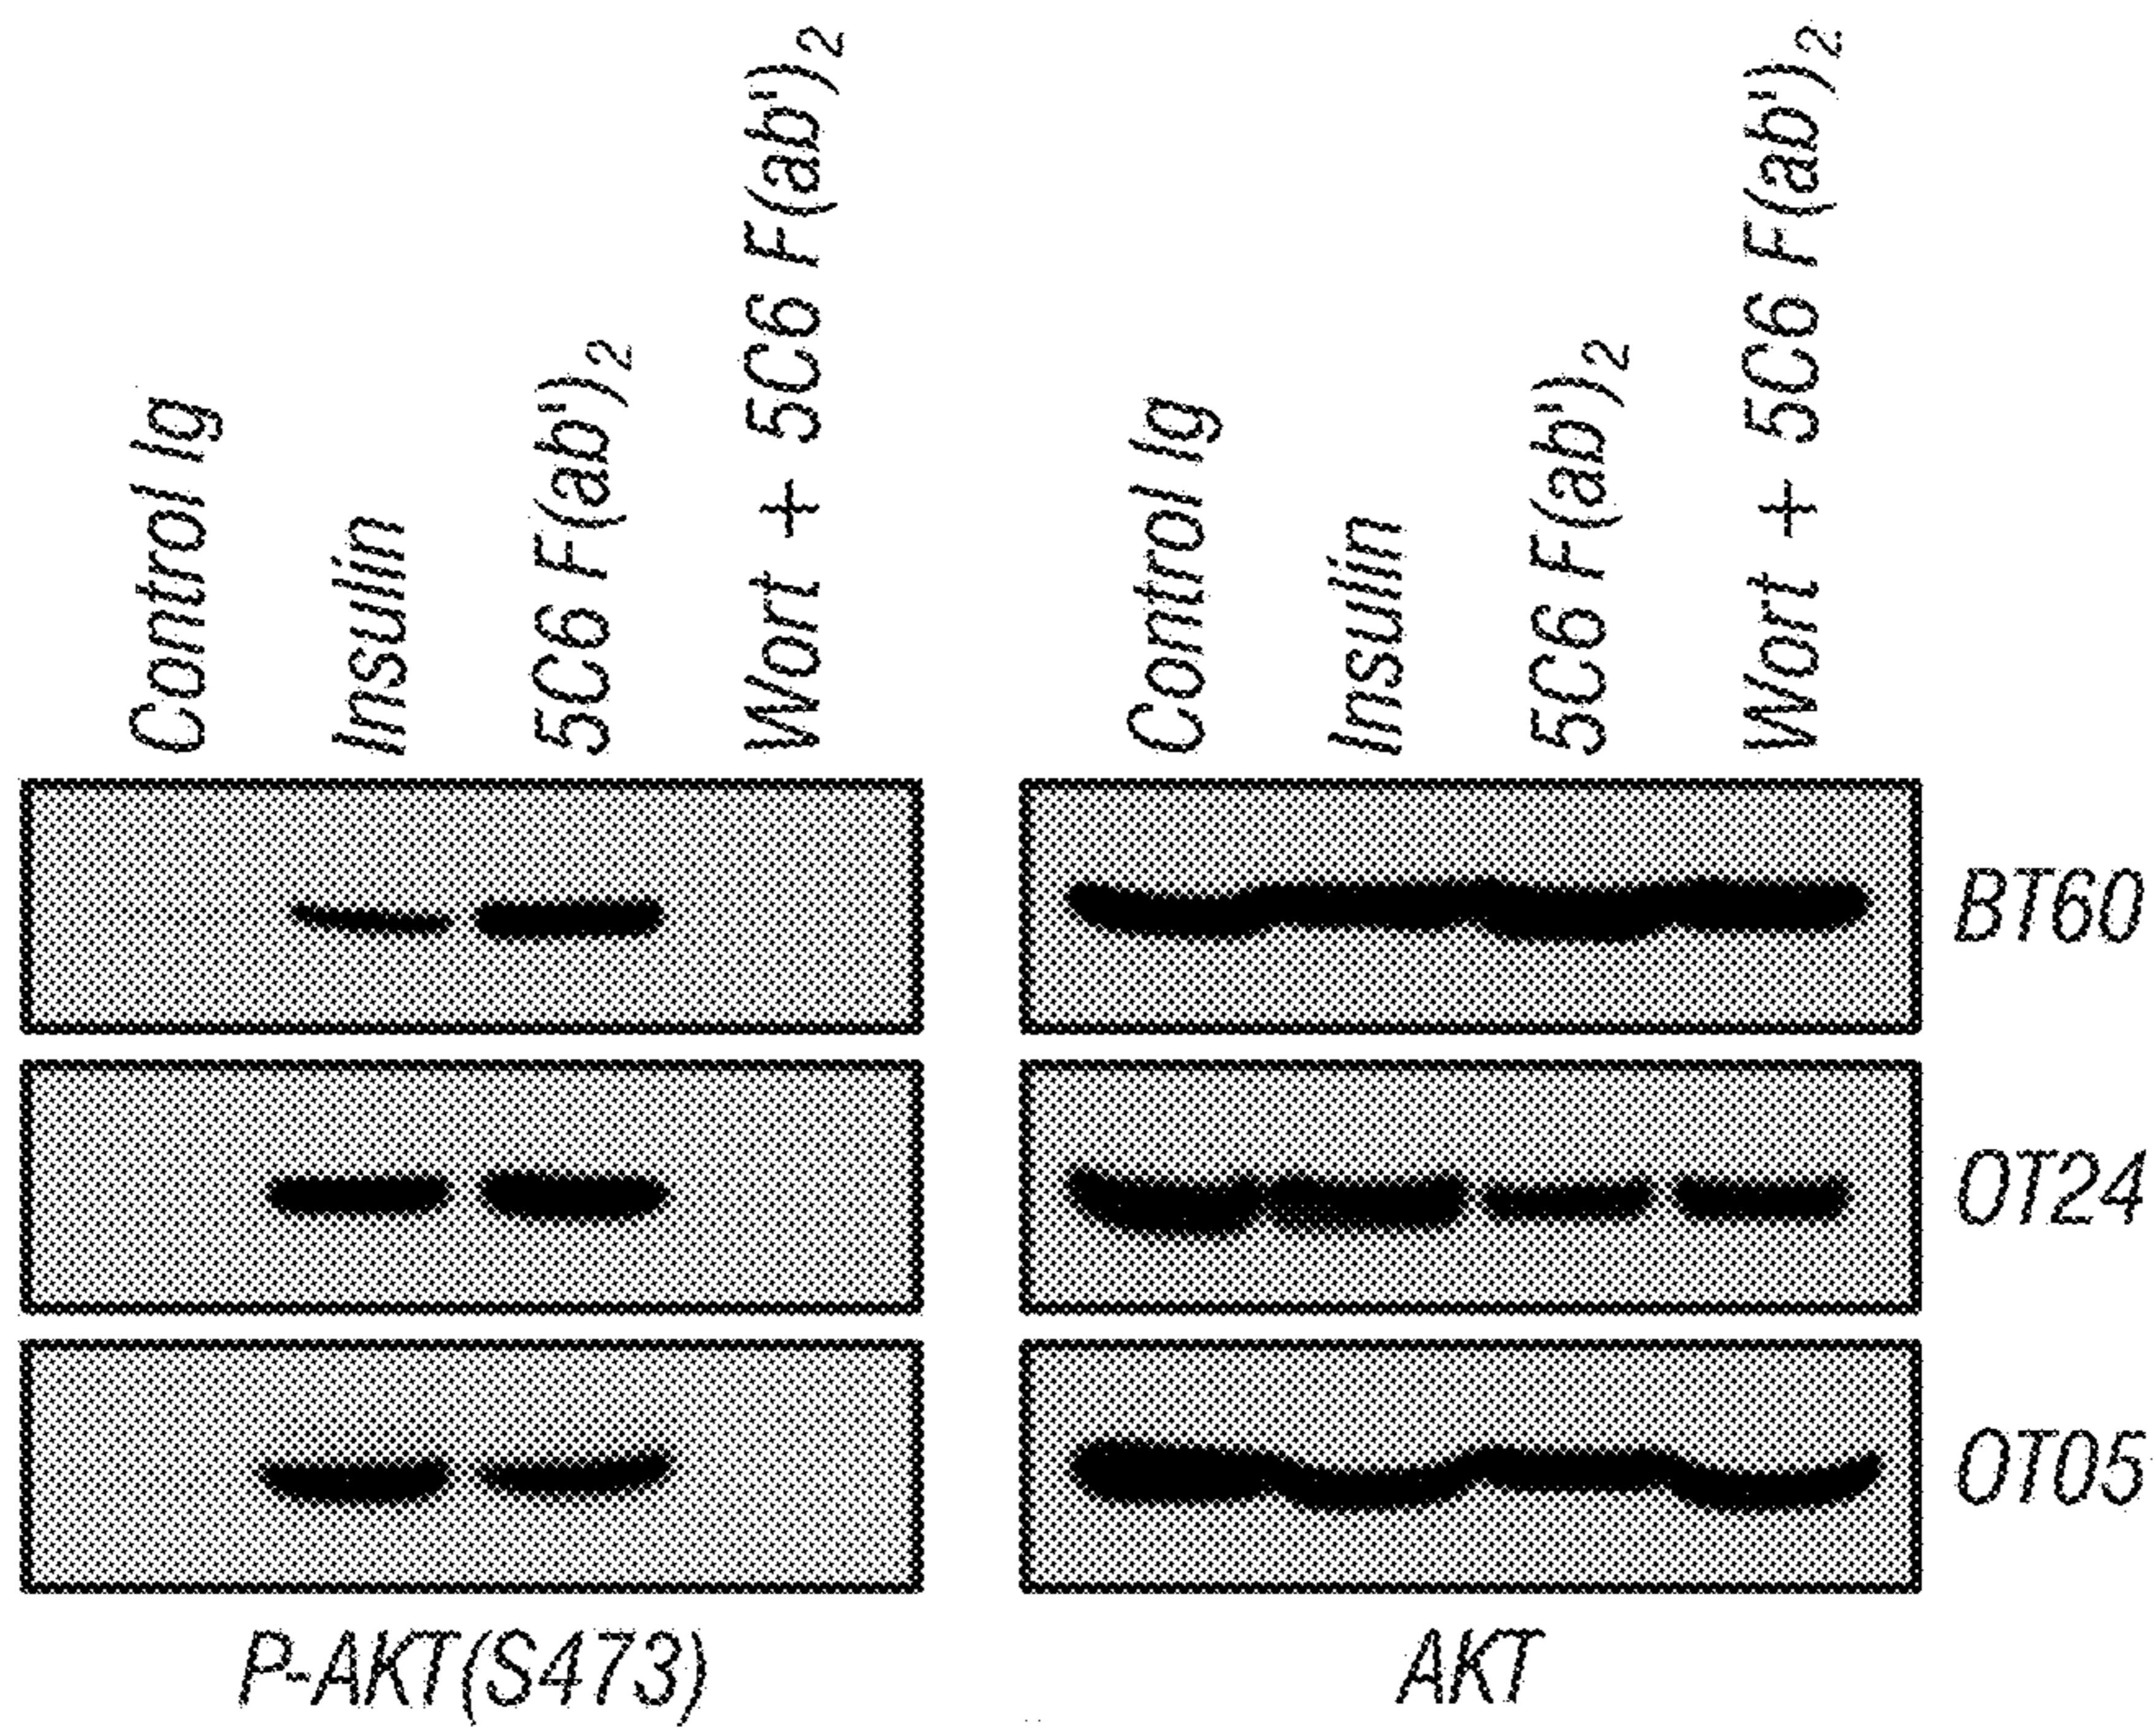 Control Ig
Insulin
5C6 F(ab')2
Wort + 5C6 F(ab')2
Control Ig
Insulin
5C6 F(ab')2
Wort + 5C6 F(ab')2
BT60
OT24
OT05
P-AKT(S473)
AKT